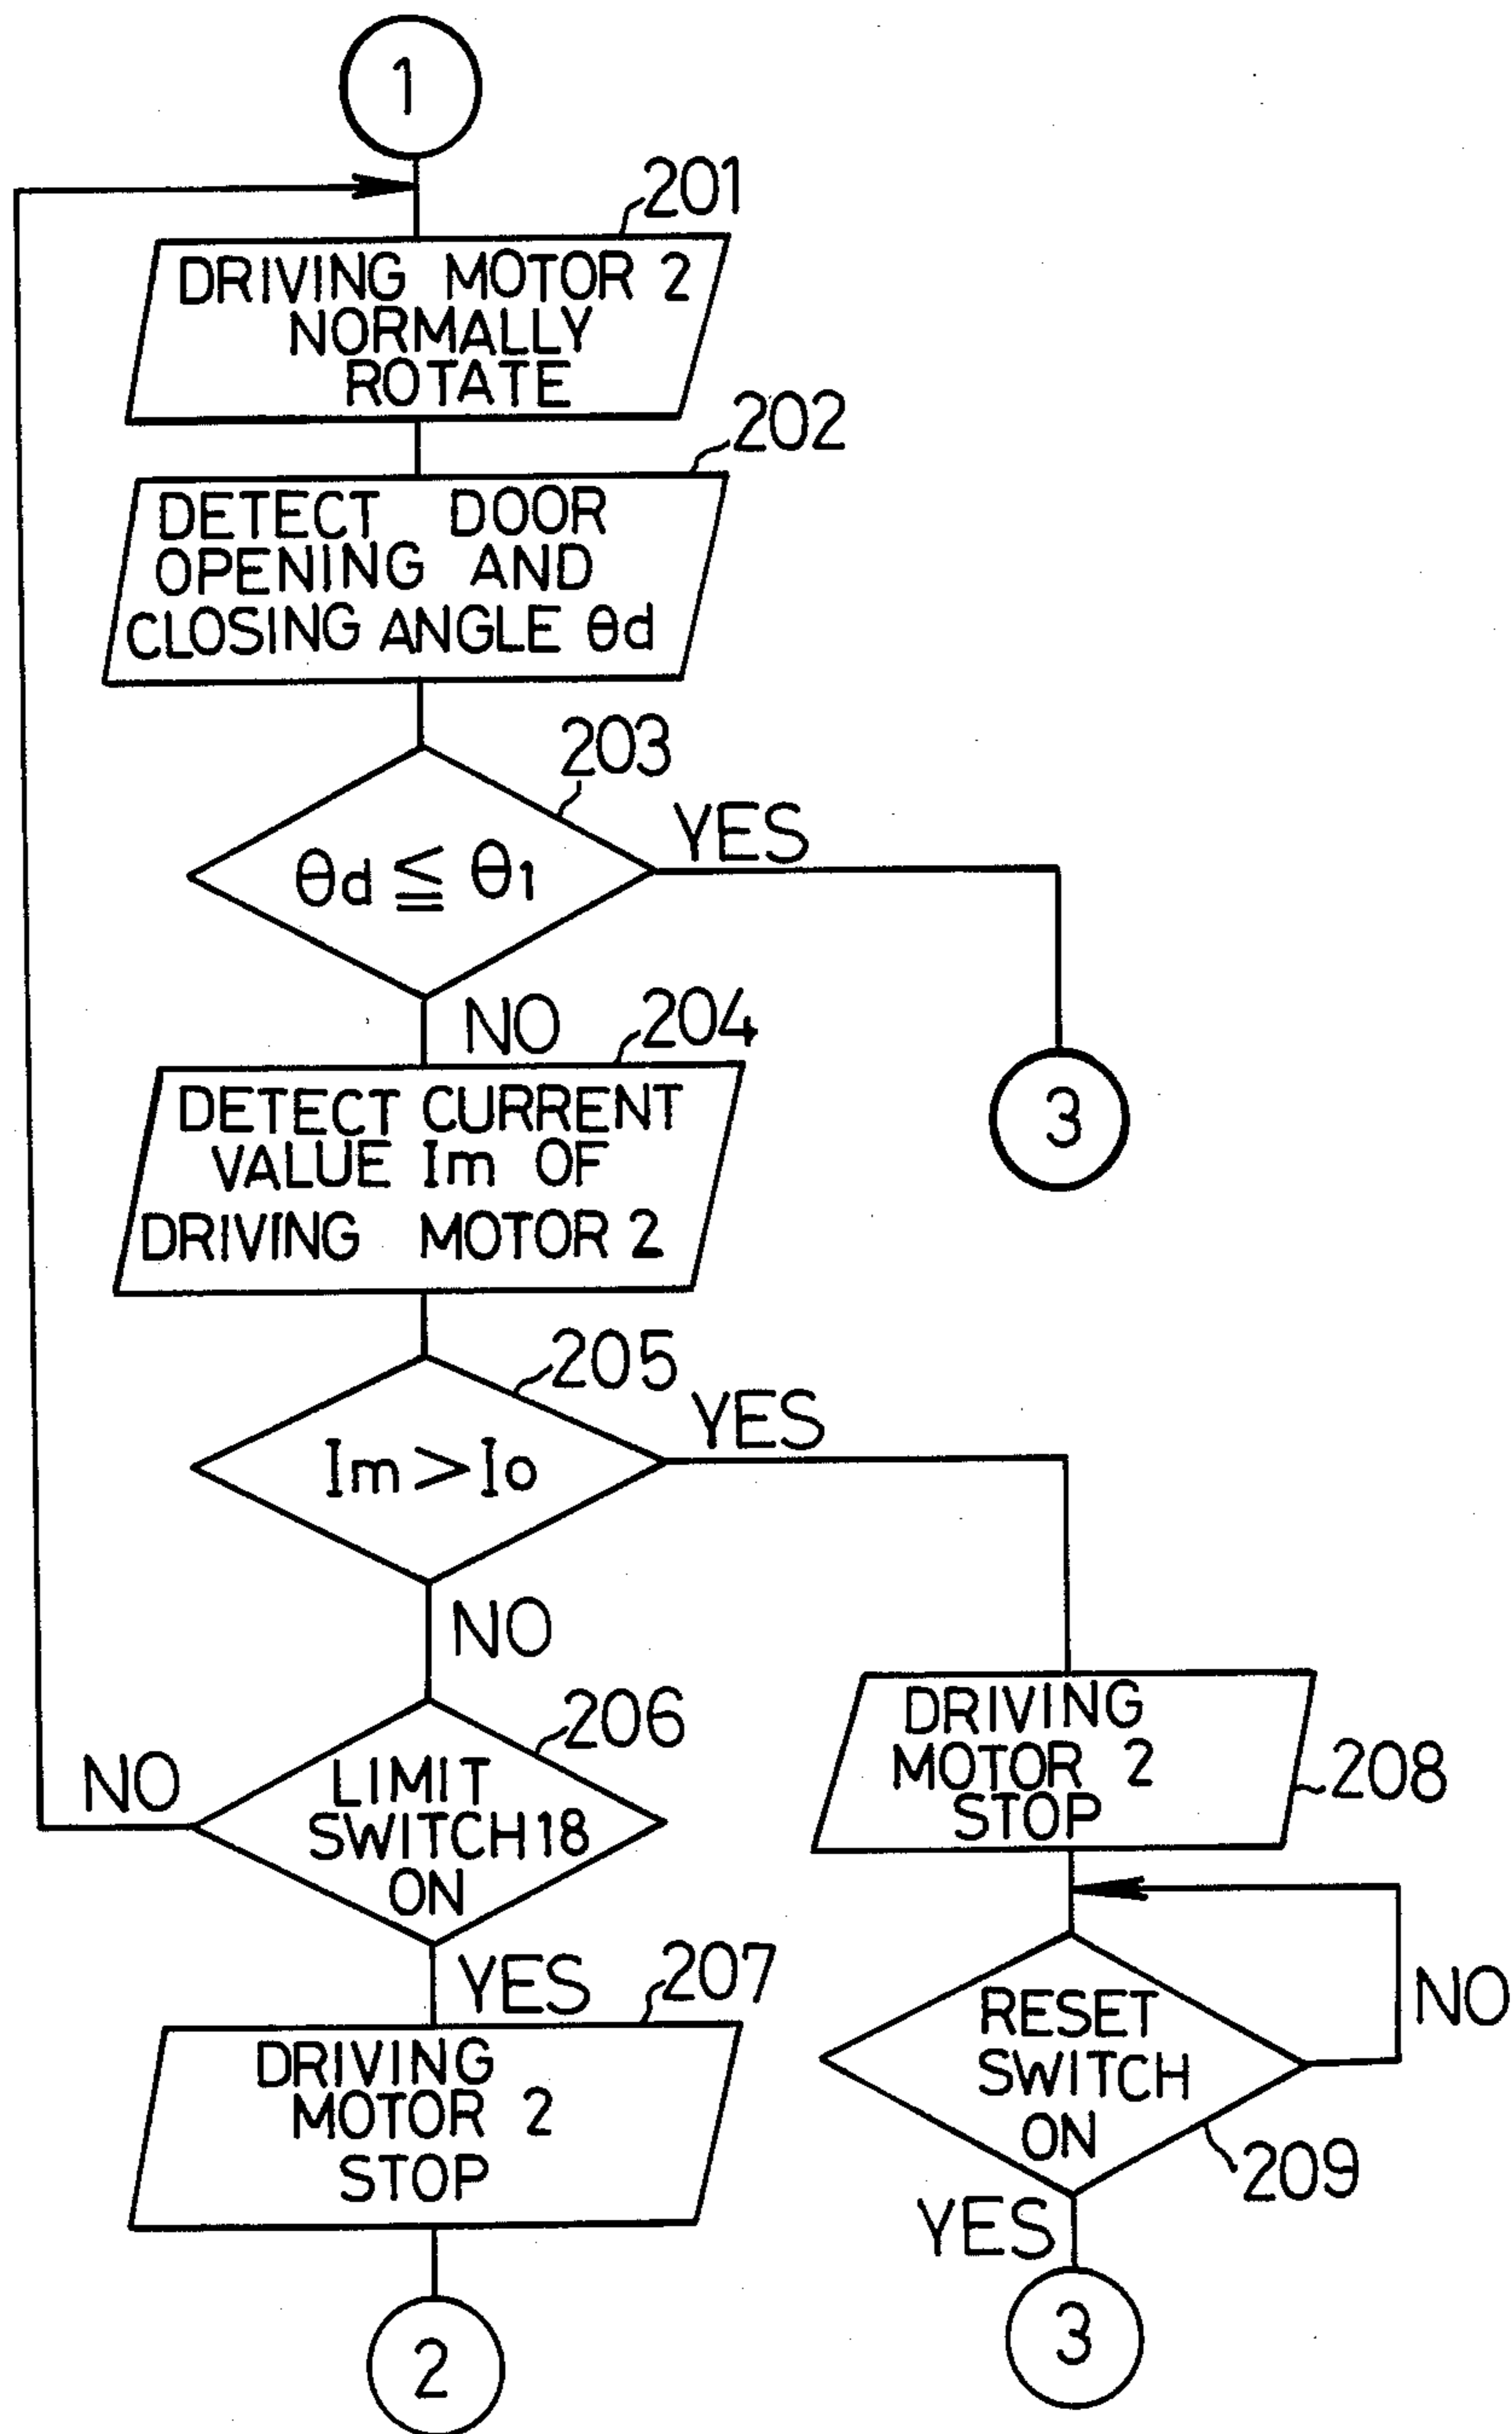 1
201
DRIVING MOTOR 2
NORMALLY
ROTATE
202
DETECT DOOR
OPENING AND
CLOSING ANGLE θd
203
θd ≦ θ1
YES
3
NO
204
DETECT CURRENT
VALUE Im OF
DRIVING MOTOR 2
205
Im > Io
YES
NO
206
LIMIT
SWITCH18
ON
NO
YES
207
DRIVING
MOTOR 2
STOP
2
DRIVING
MOTOR 2
STOP
208
RESET
SWITCH
ON
NO
209
YES
3